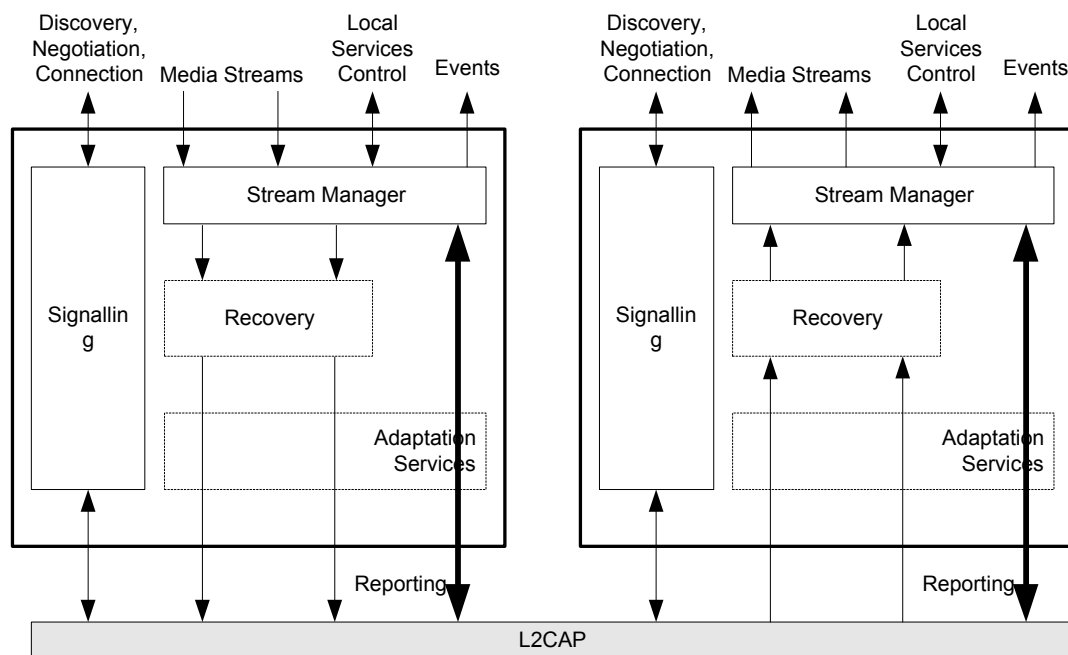 Discovery,
Negotiation,
Connection
Media Streams
Local
Services
Control
Events
Stream Manager
Signallin
g
Recovery
Adaptation
Services
Reporting
Discovery,
Negotiation,
Connection
Media Streams
Local
Services
Control
Events
Stream Manager
Signallin
g
Recovery
Adaptation
Services
Reporting
L2CAP